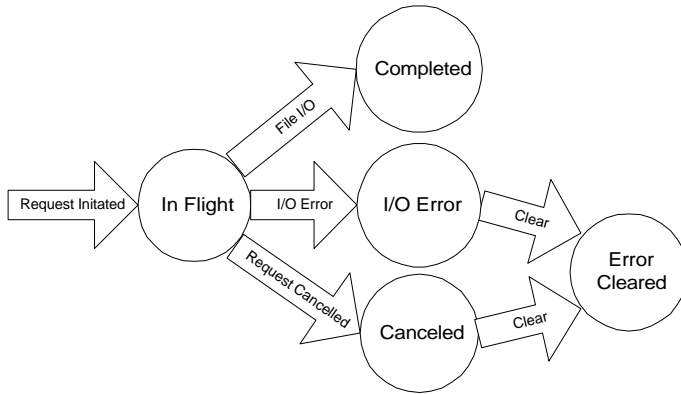 Completed
File I/O
Request Initated
In Flight
I/O Error
I/O Error
Clear
Error
Cleared
Request Cancelled
Canceled
Clear